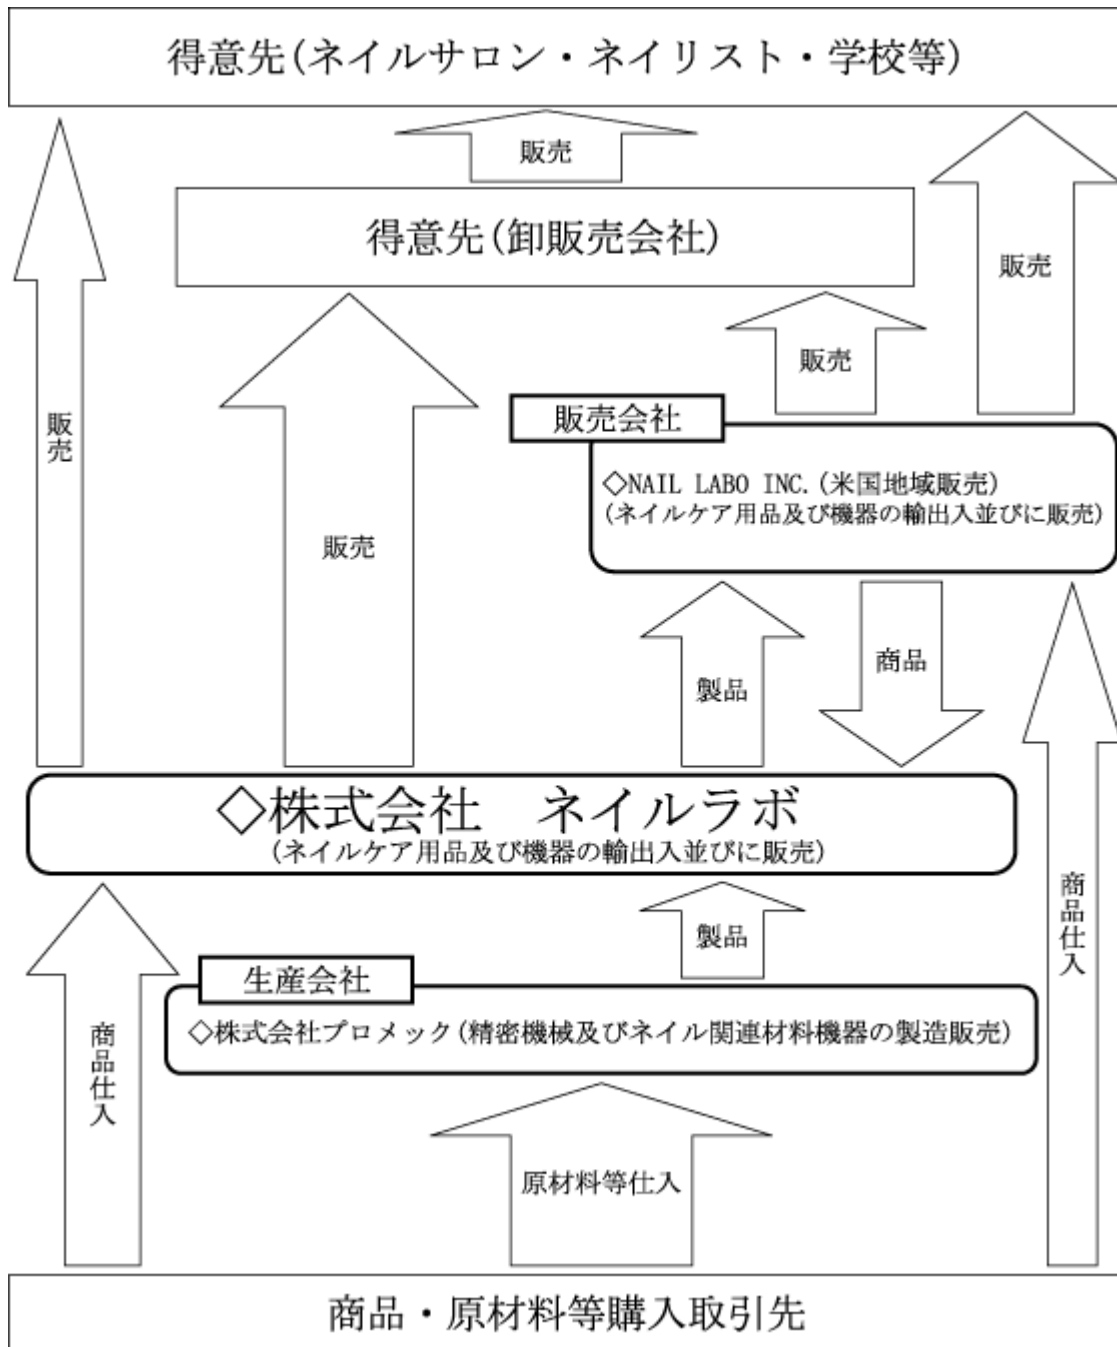 得意先(ネイルサロン・ネイリスト・学校等)
販売
得意先(卸販売会社)
販売
販売
販売
販売
販売会社
◇NAIL LABO INC.(米国地域販売)
(ネイルケア用品及び機器の輸出入並びに販売)
製品
商品
◇株式会社　ネイルラボ
(ネイルケア用品及び機器の輸出入並びに販売)
商品仕入
製品
生産会社
◇株式会社プロメック(精密機械及びネイル関連材料機器の製造販売)
商品仕入
原材料等仕入
商品・原材料等購入取引先